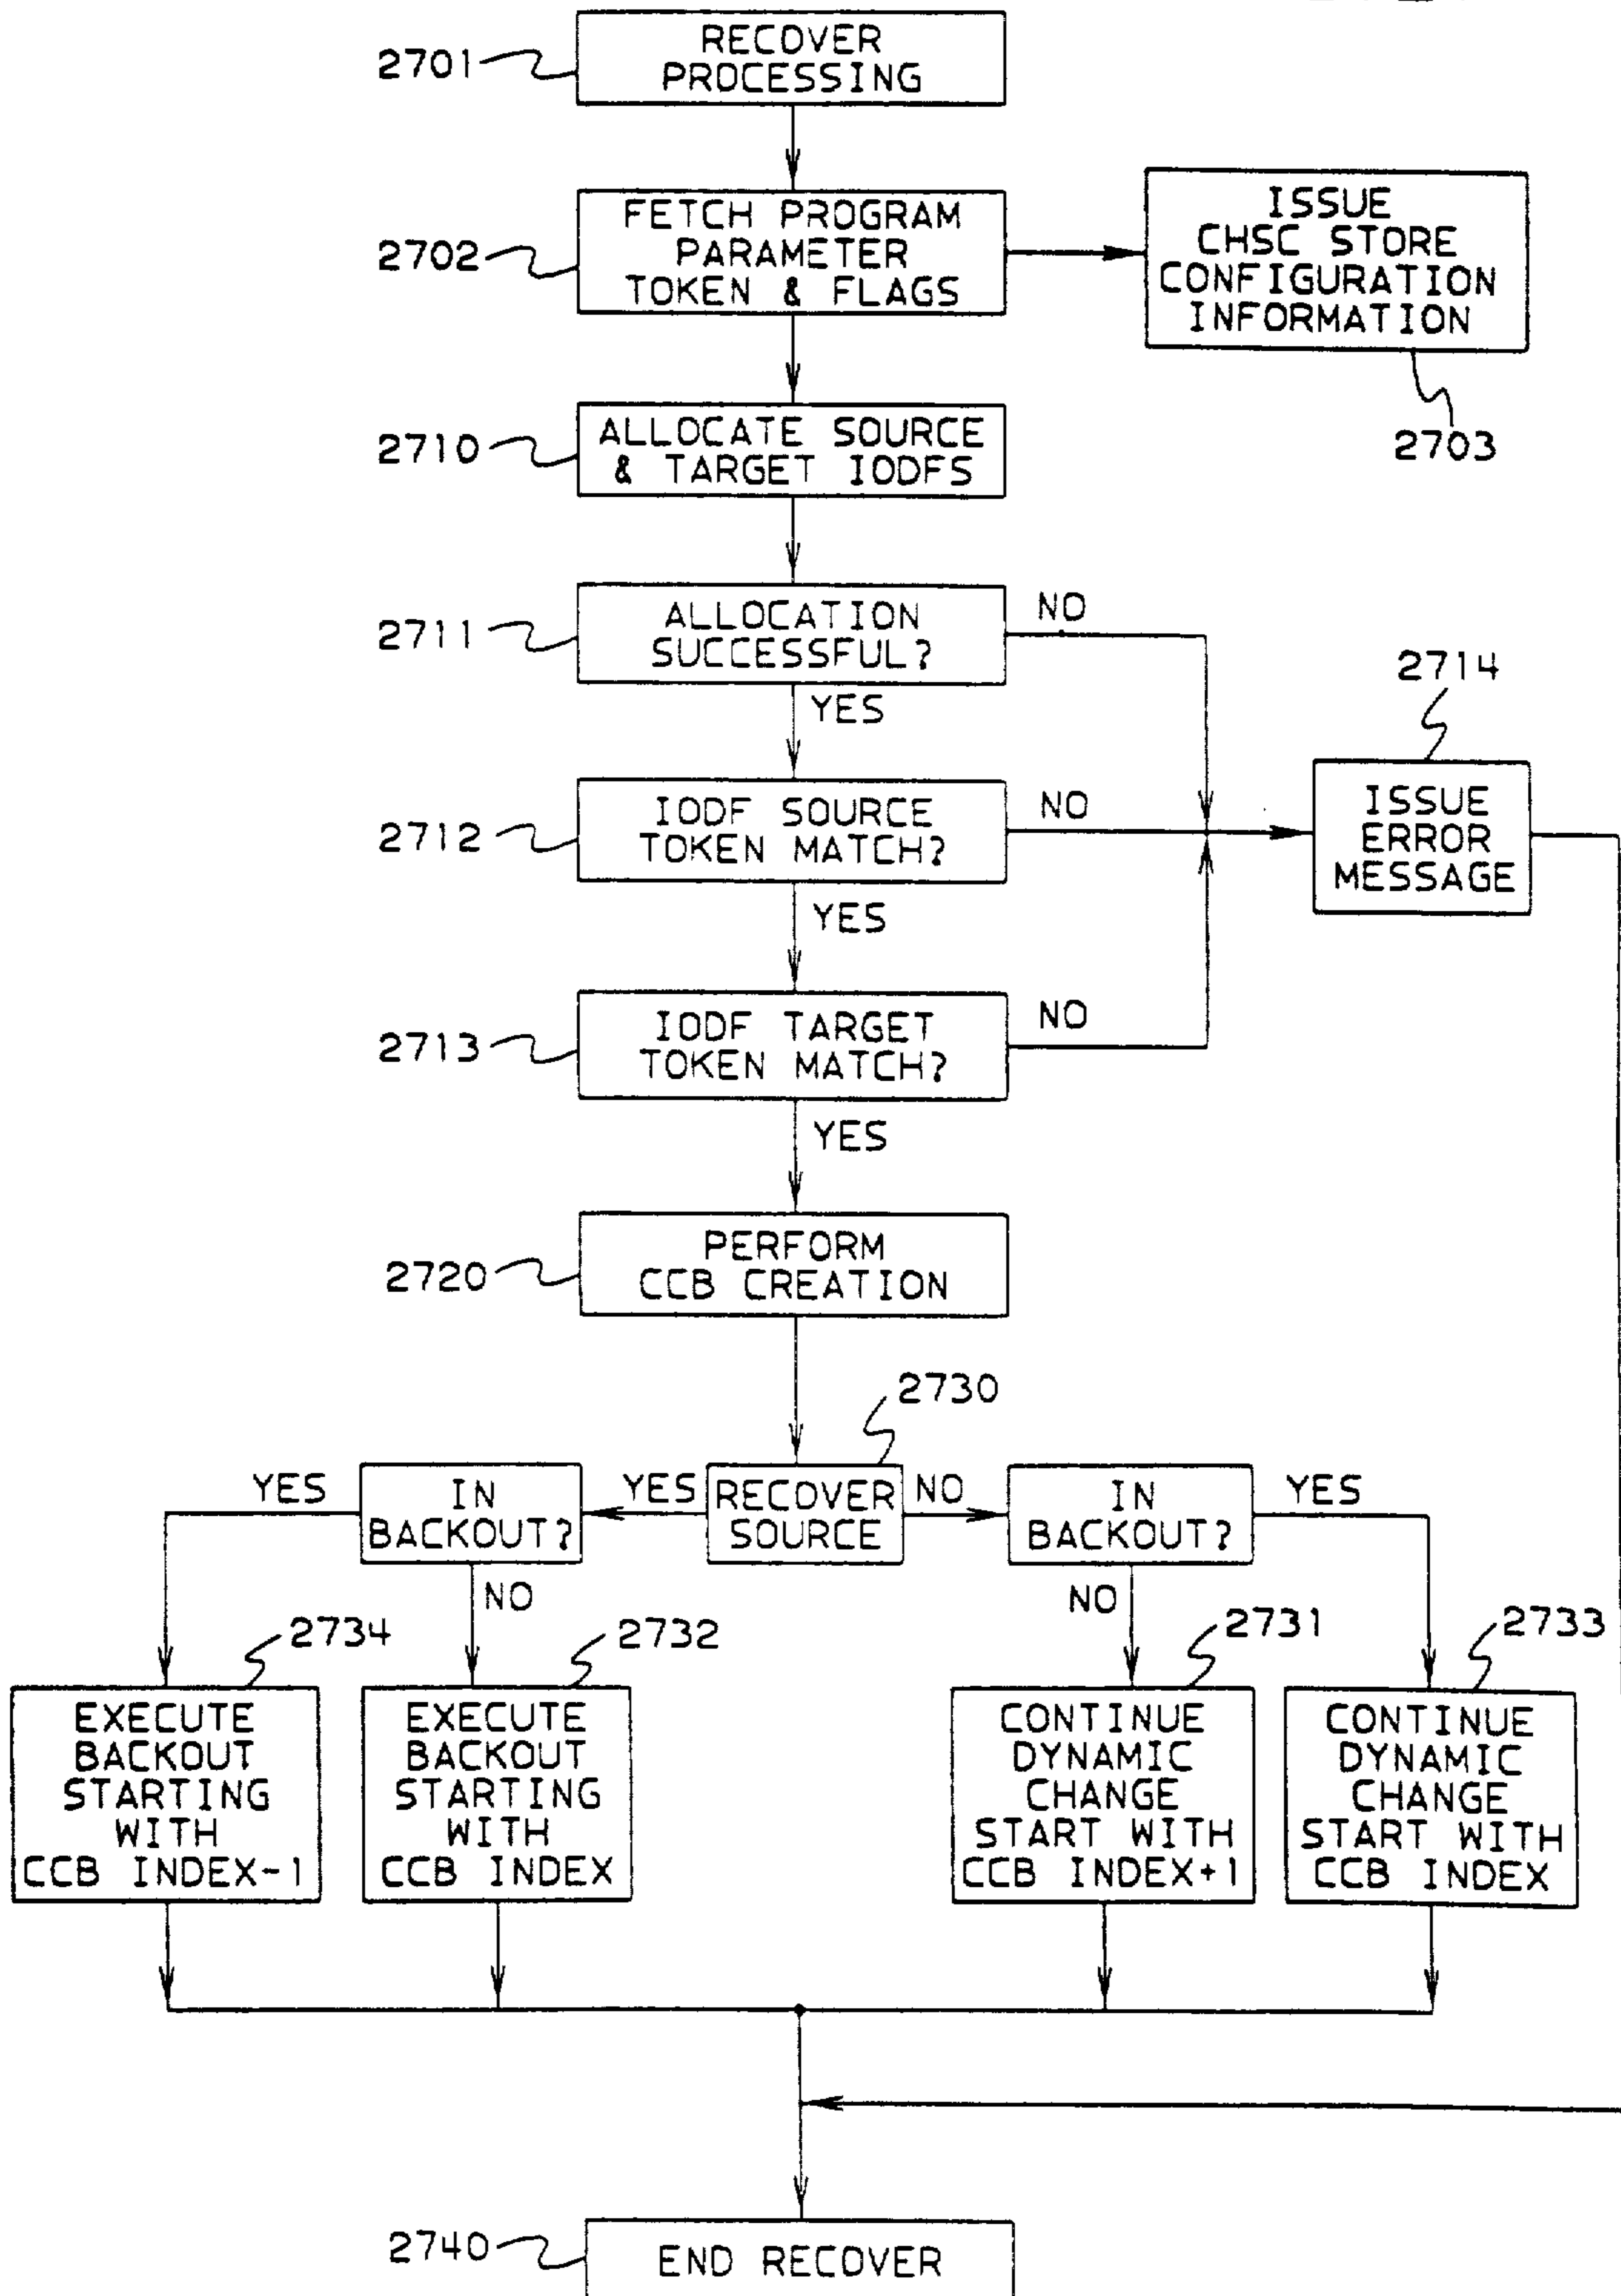 2701
RECOVER
PROCESSING
2702
FETCH PROGRAM
PARAMETER
TOKEN & FLAGS
ISSUE
CHSC STORE
CONFIGURATION
INFORMATION
2703
2710
ALLOCATE SOURCE
& TARGET IODFS
2711
ALLOCATION
SUCCESSFUL?
NO
YES
2712
IODF SOURCE
TOKEN MATCH?
NO
2714
ISSUE
ERROR
MESSAGE
YES
2713
IODF TARGET
TOKEN MATCH?
NO
YES
2720
PERFORM
CCB CREATION
2730
YES
IN
BACKOUT?
YES
RECOVER
SOURCE
NO
IN
BACKOUT?
YES
NO
NO
2734
2732
2731
2733
EXECUTE
BACKOUT
STARTING
WITH
CCB INDEX-1
EXECUTE
BACKOUT
STARTING
WITH
CCB INDEX
CONTINUE
DYNAMIC
CHANGE
START WITH
CCB INDEX+1
CONTINUE
DYNAMIC
CHANGE
START WITH
CCB INDEX
2740
END RECOVER